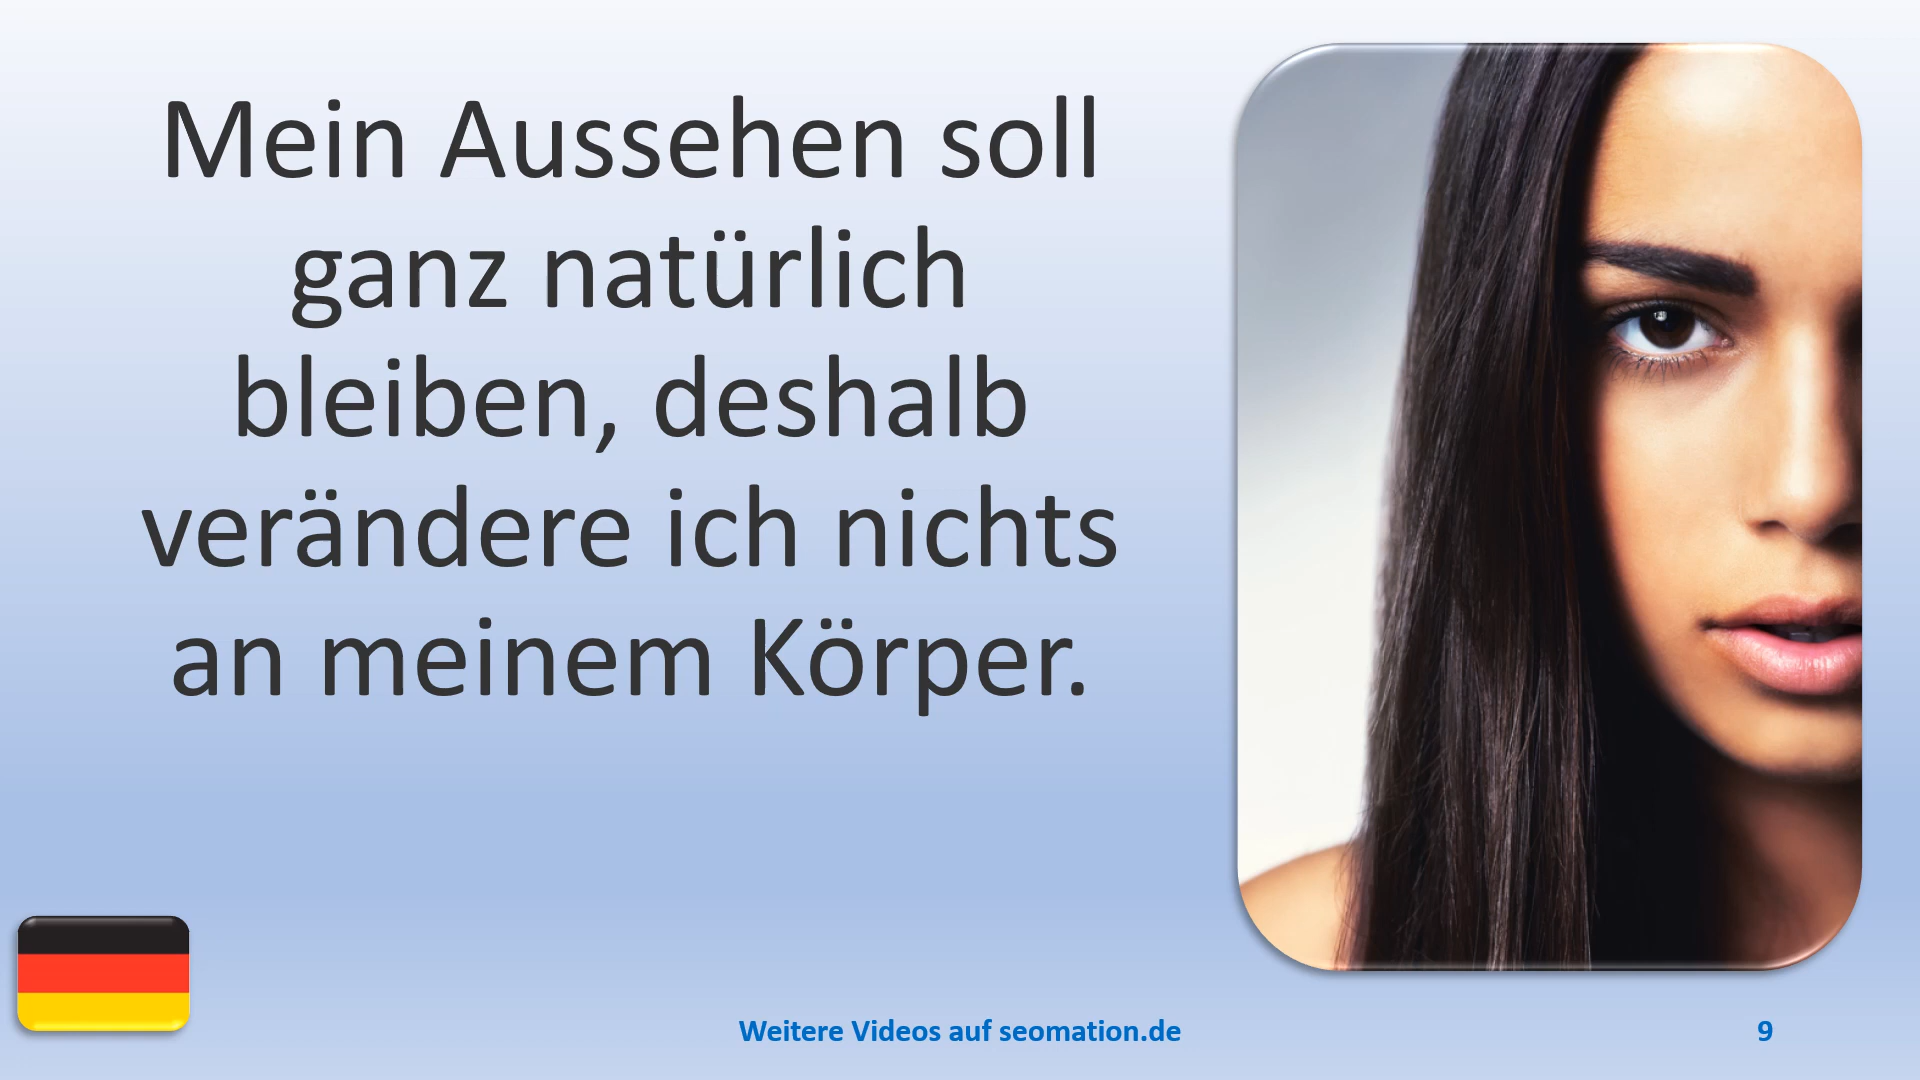 Mein Aussehen soll
ganz natürlich
bleiben, deshalb
verändere ich nichts
an meinem Körper.
Weitere Videos auf seomation.de
9